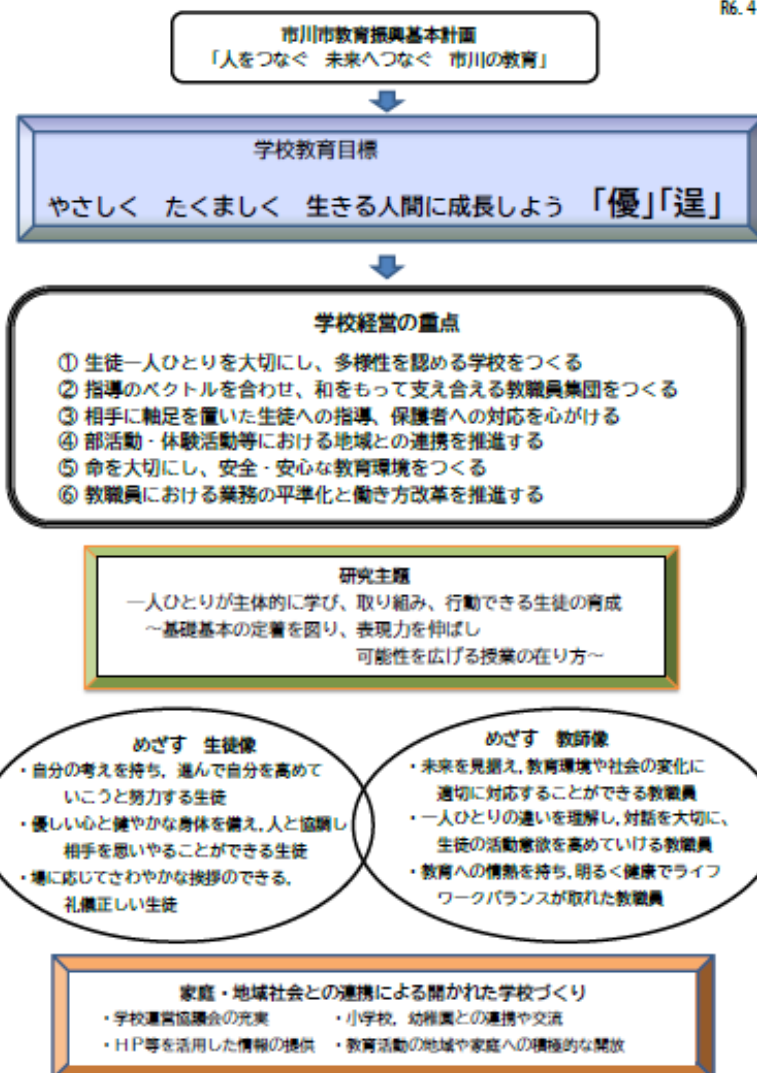 R6.4
市川市教育振興基本計画
「人をつなぐ 未来へつなぐ 市川の教育」
学校教育目標
やさしく たくましく 生きる人間に成長しよう 「優」「逞」
学校経営の重点
① 生徒一人ひとりを大切にし、多様性を認める学校をつくる
② 指導のベクトルを合わせ、和をもって支え合える教職員集団をつくる
③ 相手に軸足を置いた生徒への指導、保護者への対応を心がける
④ 部活動・体験活動等における地域との連携を推進する
⑤ 命を大切にし、安全・安心な教育環境をつくる
⑥ 教職員における業務の平準化と働き方改革を推進する
研究主題
一人ひとりが主体的に学び、取り組み、行動できる生徒の育成
～基礎基本の定着を図り、表現力を伸ばし
可能性を広げる授業の在り方～
めざす 生徒像
・自分の考えを持ち，進んで自分を高めて
いこうと努力する生徒
・優しい心と健やかな身体を備え，人と協調し
相手を思いやることができる生徒
・場に応じてさわやかな挨拶のできる，
礼儀正しい生徒
めざす 教師像
・未来を見据え，教育環境や社会の変化に
適切に対応することができる教職員
・一人ひとりの違いを理解し，対話を大切に、
生徒の活動意欲を高めていける教職員
・教育への情熱を持ち，明るく健康でライフ
ワークバランスが取れた教職員
家庭・地域社会との連携による開かれた学校づくり
・学校運営協議会の充実 ・小学校，幼稚園との連携や交流
・ＨＰ等を活用した情報の提供 ・教育活動の地域や家庭への積極的な開放